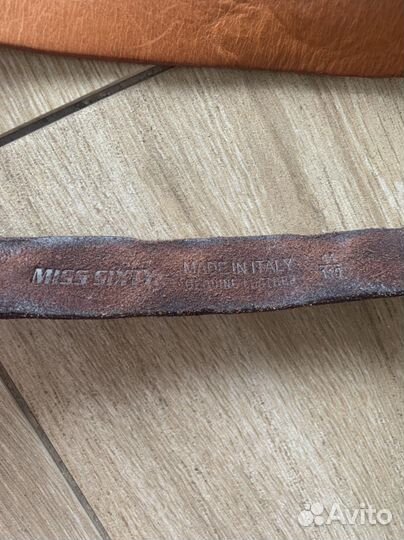 MISS SIXTY
MADE IN ITALY
GENUINE LEATHER
Avito